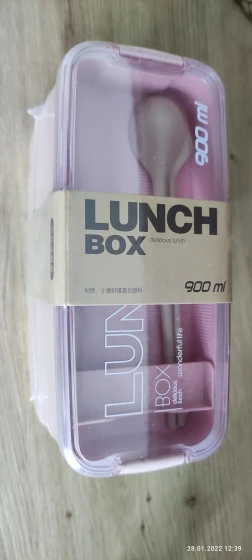 900 ml
LUNCH
BOX delicious lunch
900 ml
LUN
BOX
delicious
lunch
wonderful life
28.01.2022 12:39